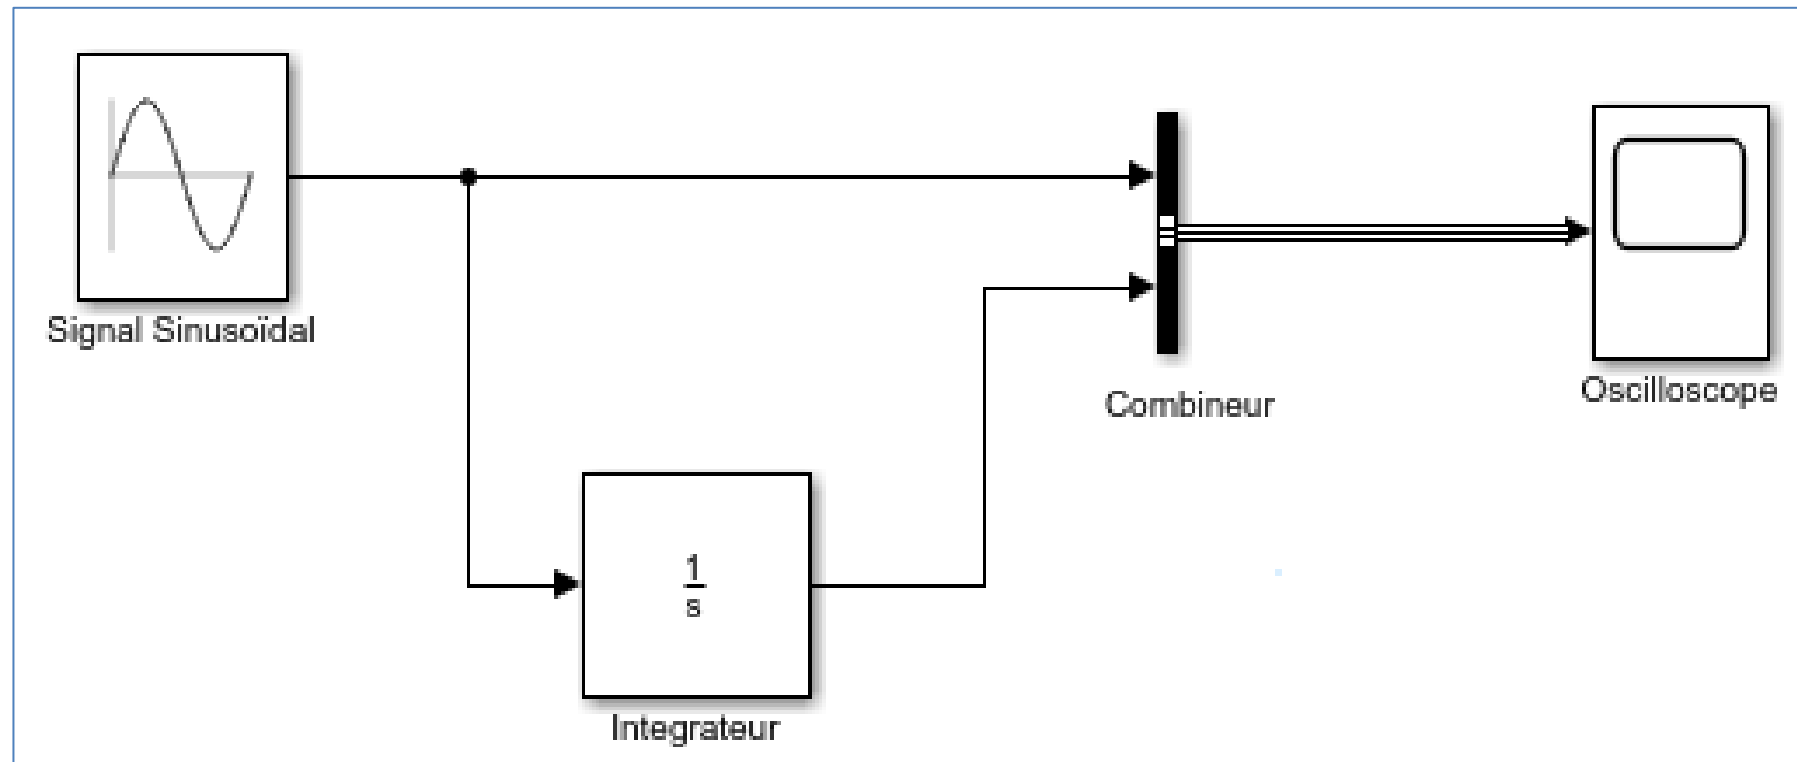 Signal Sinusoïdal
Combineur
Oscilloscope
1
s
Integrateur